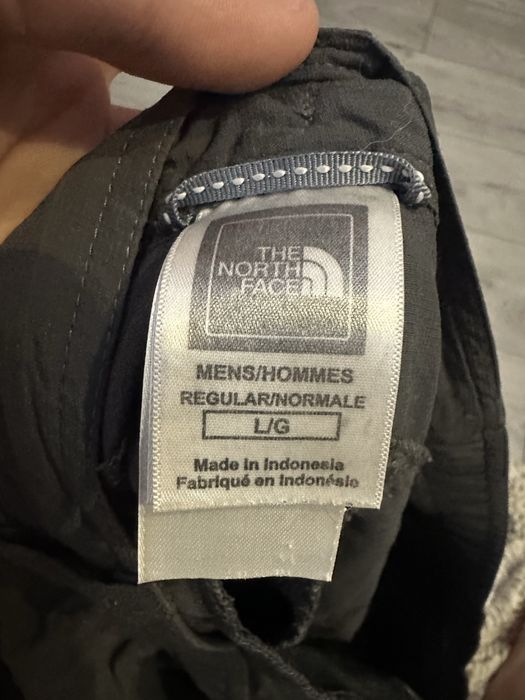 THE
NORTH
FACE
MENS/HOMMES
REGULAR/NORMALE
L/G
Made in Indonesia
Fabriqué en Indonésie